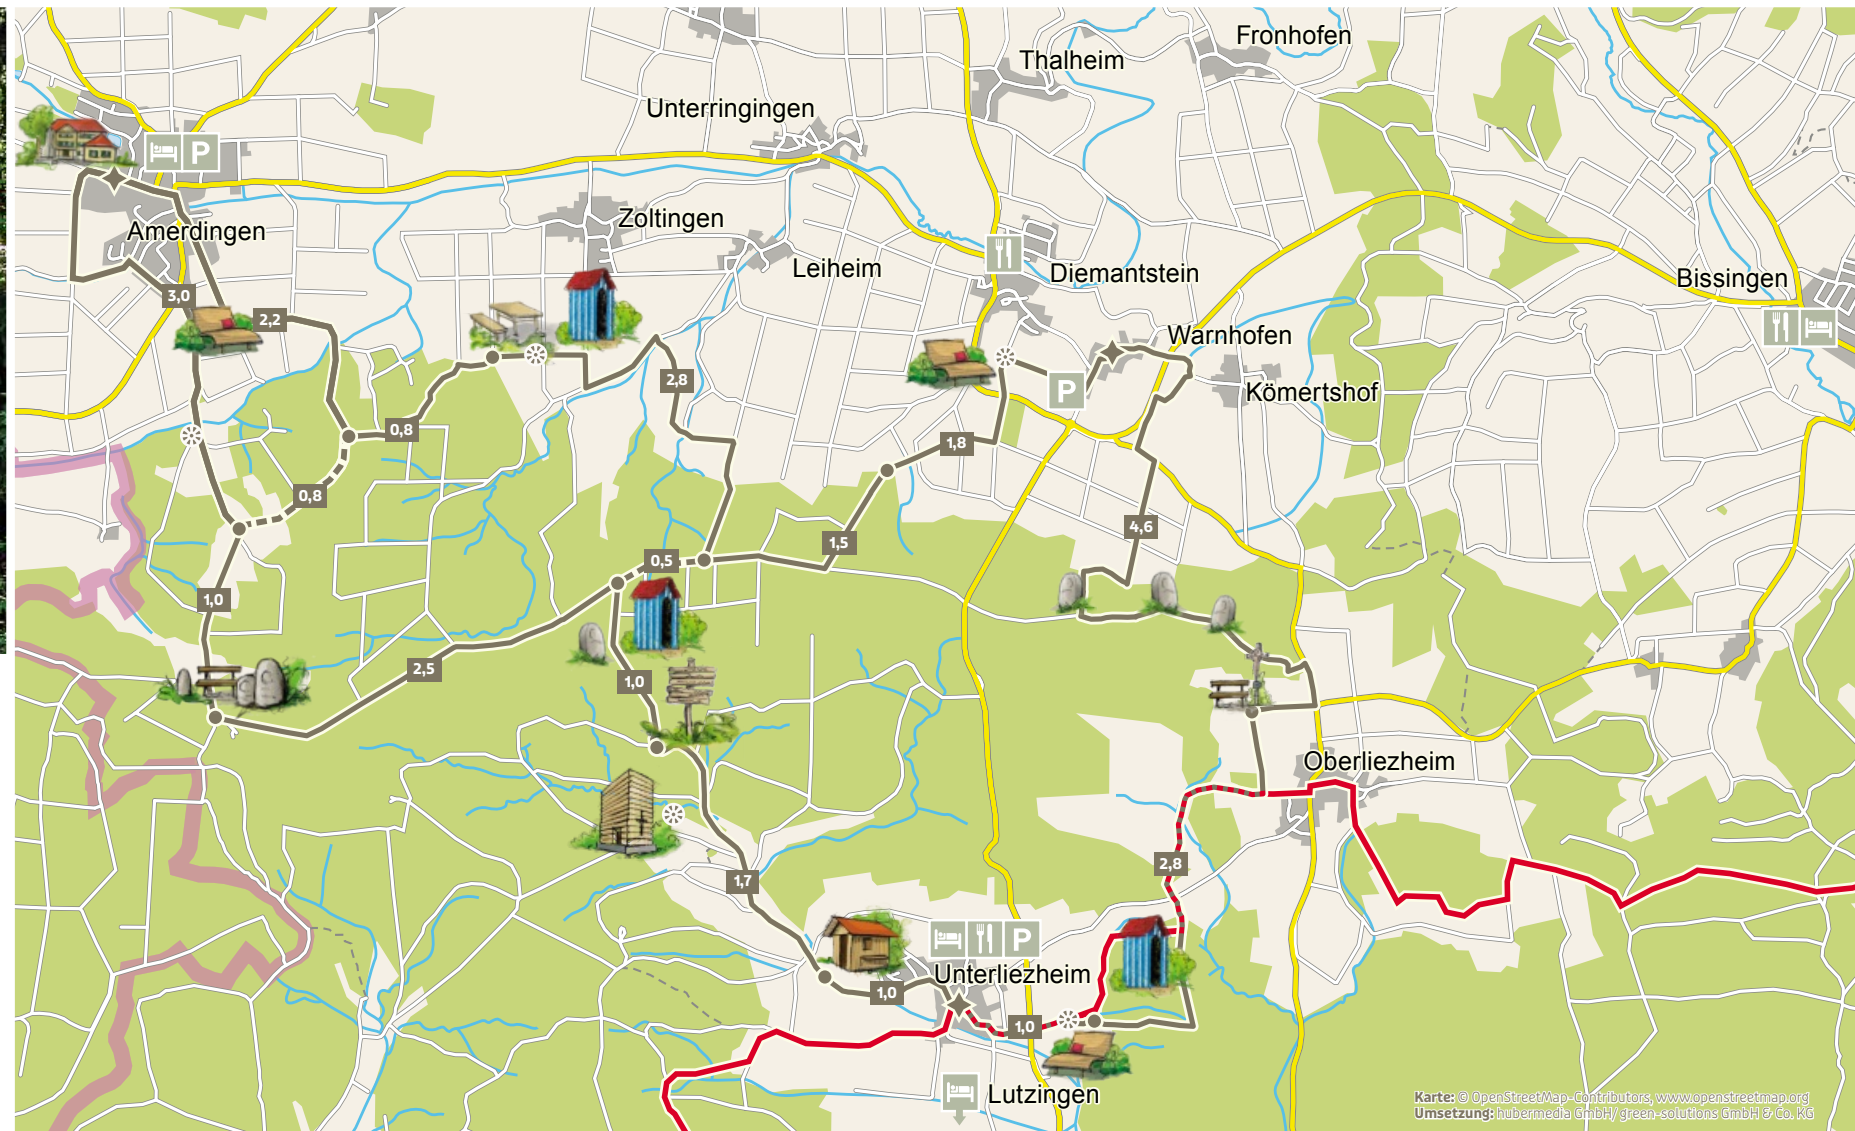 Fronhofen
Thalheim
Unterringingen
P
Zoltingen
Amerdingen
Leiheim
Diemantstein
Bissingen
3,0
2,2
Warnhofen
2,8
P
Kömertshof
0,8
1,8
0,8
4,6
1,5
0,5
1,0
2,5
1,0
Oberliezheim
2,8
1,7
P
Unterliezheim
1,0
1,0
Lutzingen
Karte: © OpenStreetMap-Contributors, www.openstreetmap.org
Umsetzung: hubermedia GmbH/ green-solutions GmbH & Co. KG